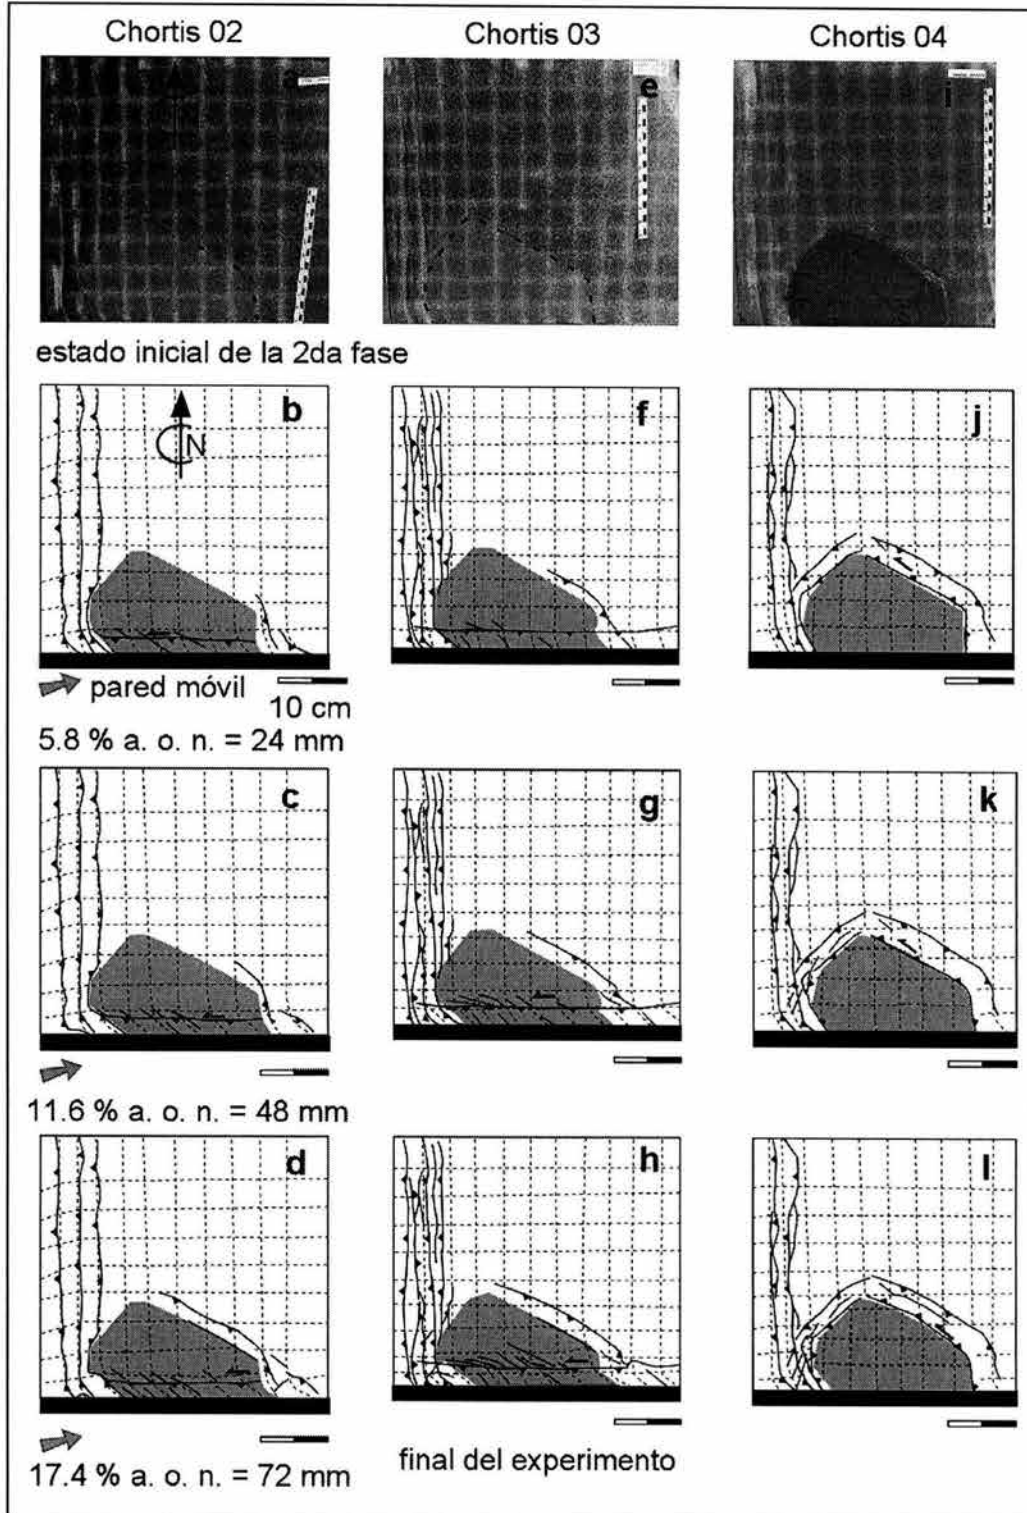 Chortis 02 Chortis 03 Chortis 04
a e i
estado inicial de la 2da fase
b f j
N
pared móvil
10 cm
5.8 % a. o. n. = 24 mm
c g k
11.6 % a. o. n. = 48 mm
d h l
final del experimento
17.4 % a. o. n. = 72 mm